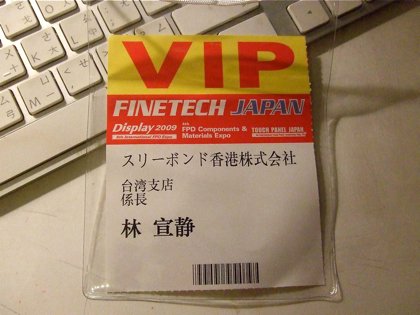 VIP
FINETECH JAPAN
Display 2009
FPD Components &
Materials Expo
TOUCH PANEL JAPAN
スリーボンド香港株式会社
台湾支店
係長
林 宣静